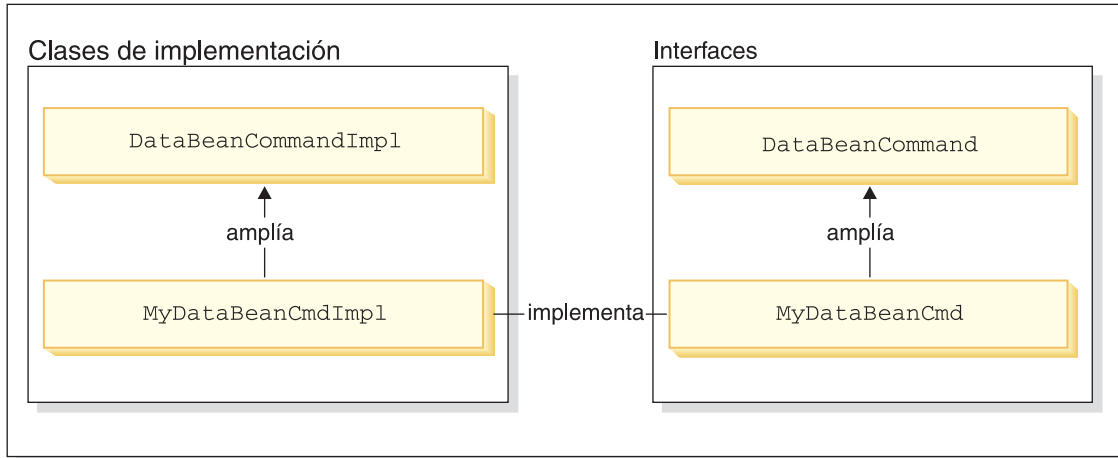 Clases de implementación
Interfaces
DataBeanCommandImpl
DataBeanCommand
amplía
amplía
MyDataBeanCmdImpl
implementa
MyDataBeanCmd